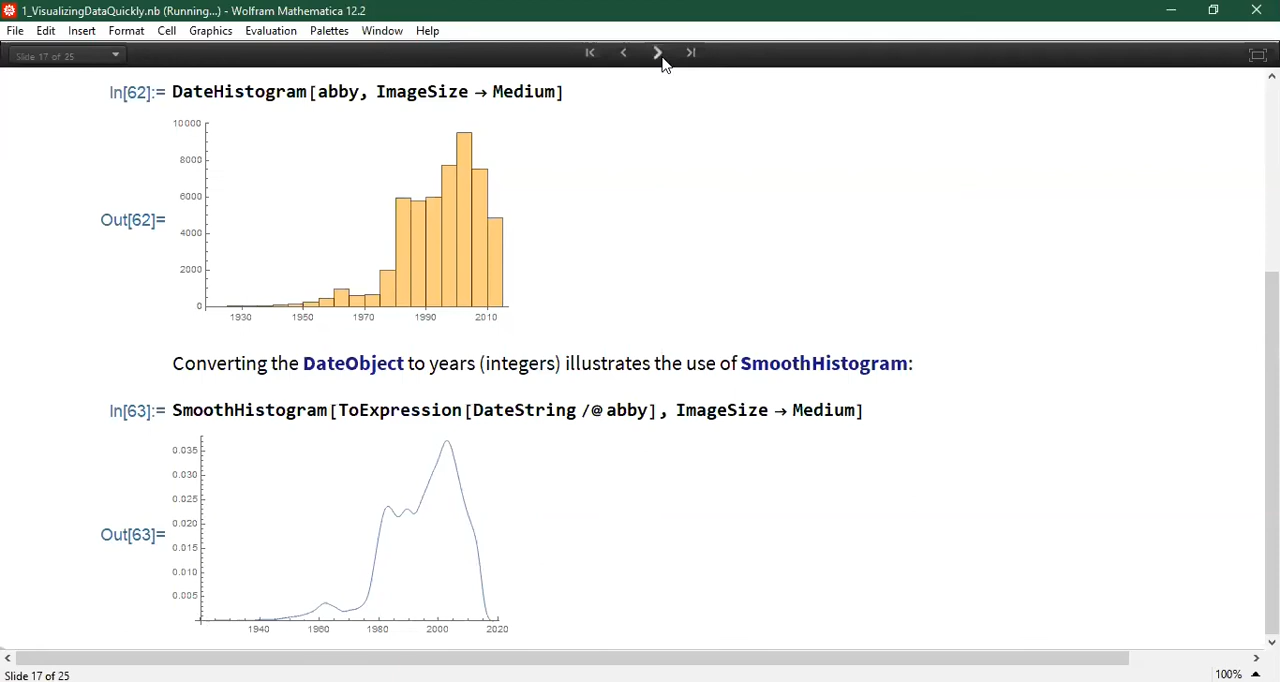 1_VisualizingDataQuickly.nb (Running...) - Wolfram Mathematica 12.2
File Edit Insert Format Cell Graphics Evaluation Palettes Window Help
Slide 17 of 25
In[62]:= DateHistogram[abby, ImageSize → Medium]
10000
8000
6000
Out[62]=
4000
2000
0
1930 1950 1970 1990 2010
Converting the DateObject to years (integers) illustrates the use of SmoothHistogram:
In[63]:= SmoothHistogram[ToExpression[DateString /@ abby], ImageSize → Medium]
0.035
0.030
0.025
0.020
Out[63]=
0.015
0.010
0.005
1940 1960 1980 2000 2020
Slide 17 of 25
100%